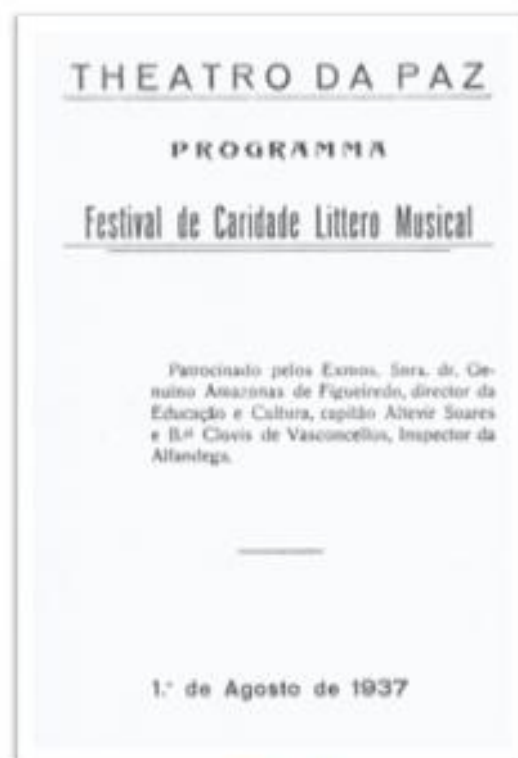 THEATRO DA PAZ
PROGRAMMA
Festival de Caridade Littero Musical
Patrocinado pelos Exmos. Snrs. dr. Ge-
nuino Amazonas de Figueiredo, director da
Educação e Cultura, capitão Altevir Soares
e B.el Clovis de Vasconcellos, Inspector da
Alfandega.
1.º de Agosto de 1937